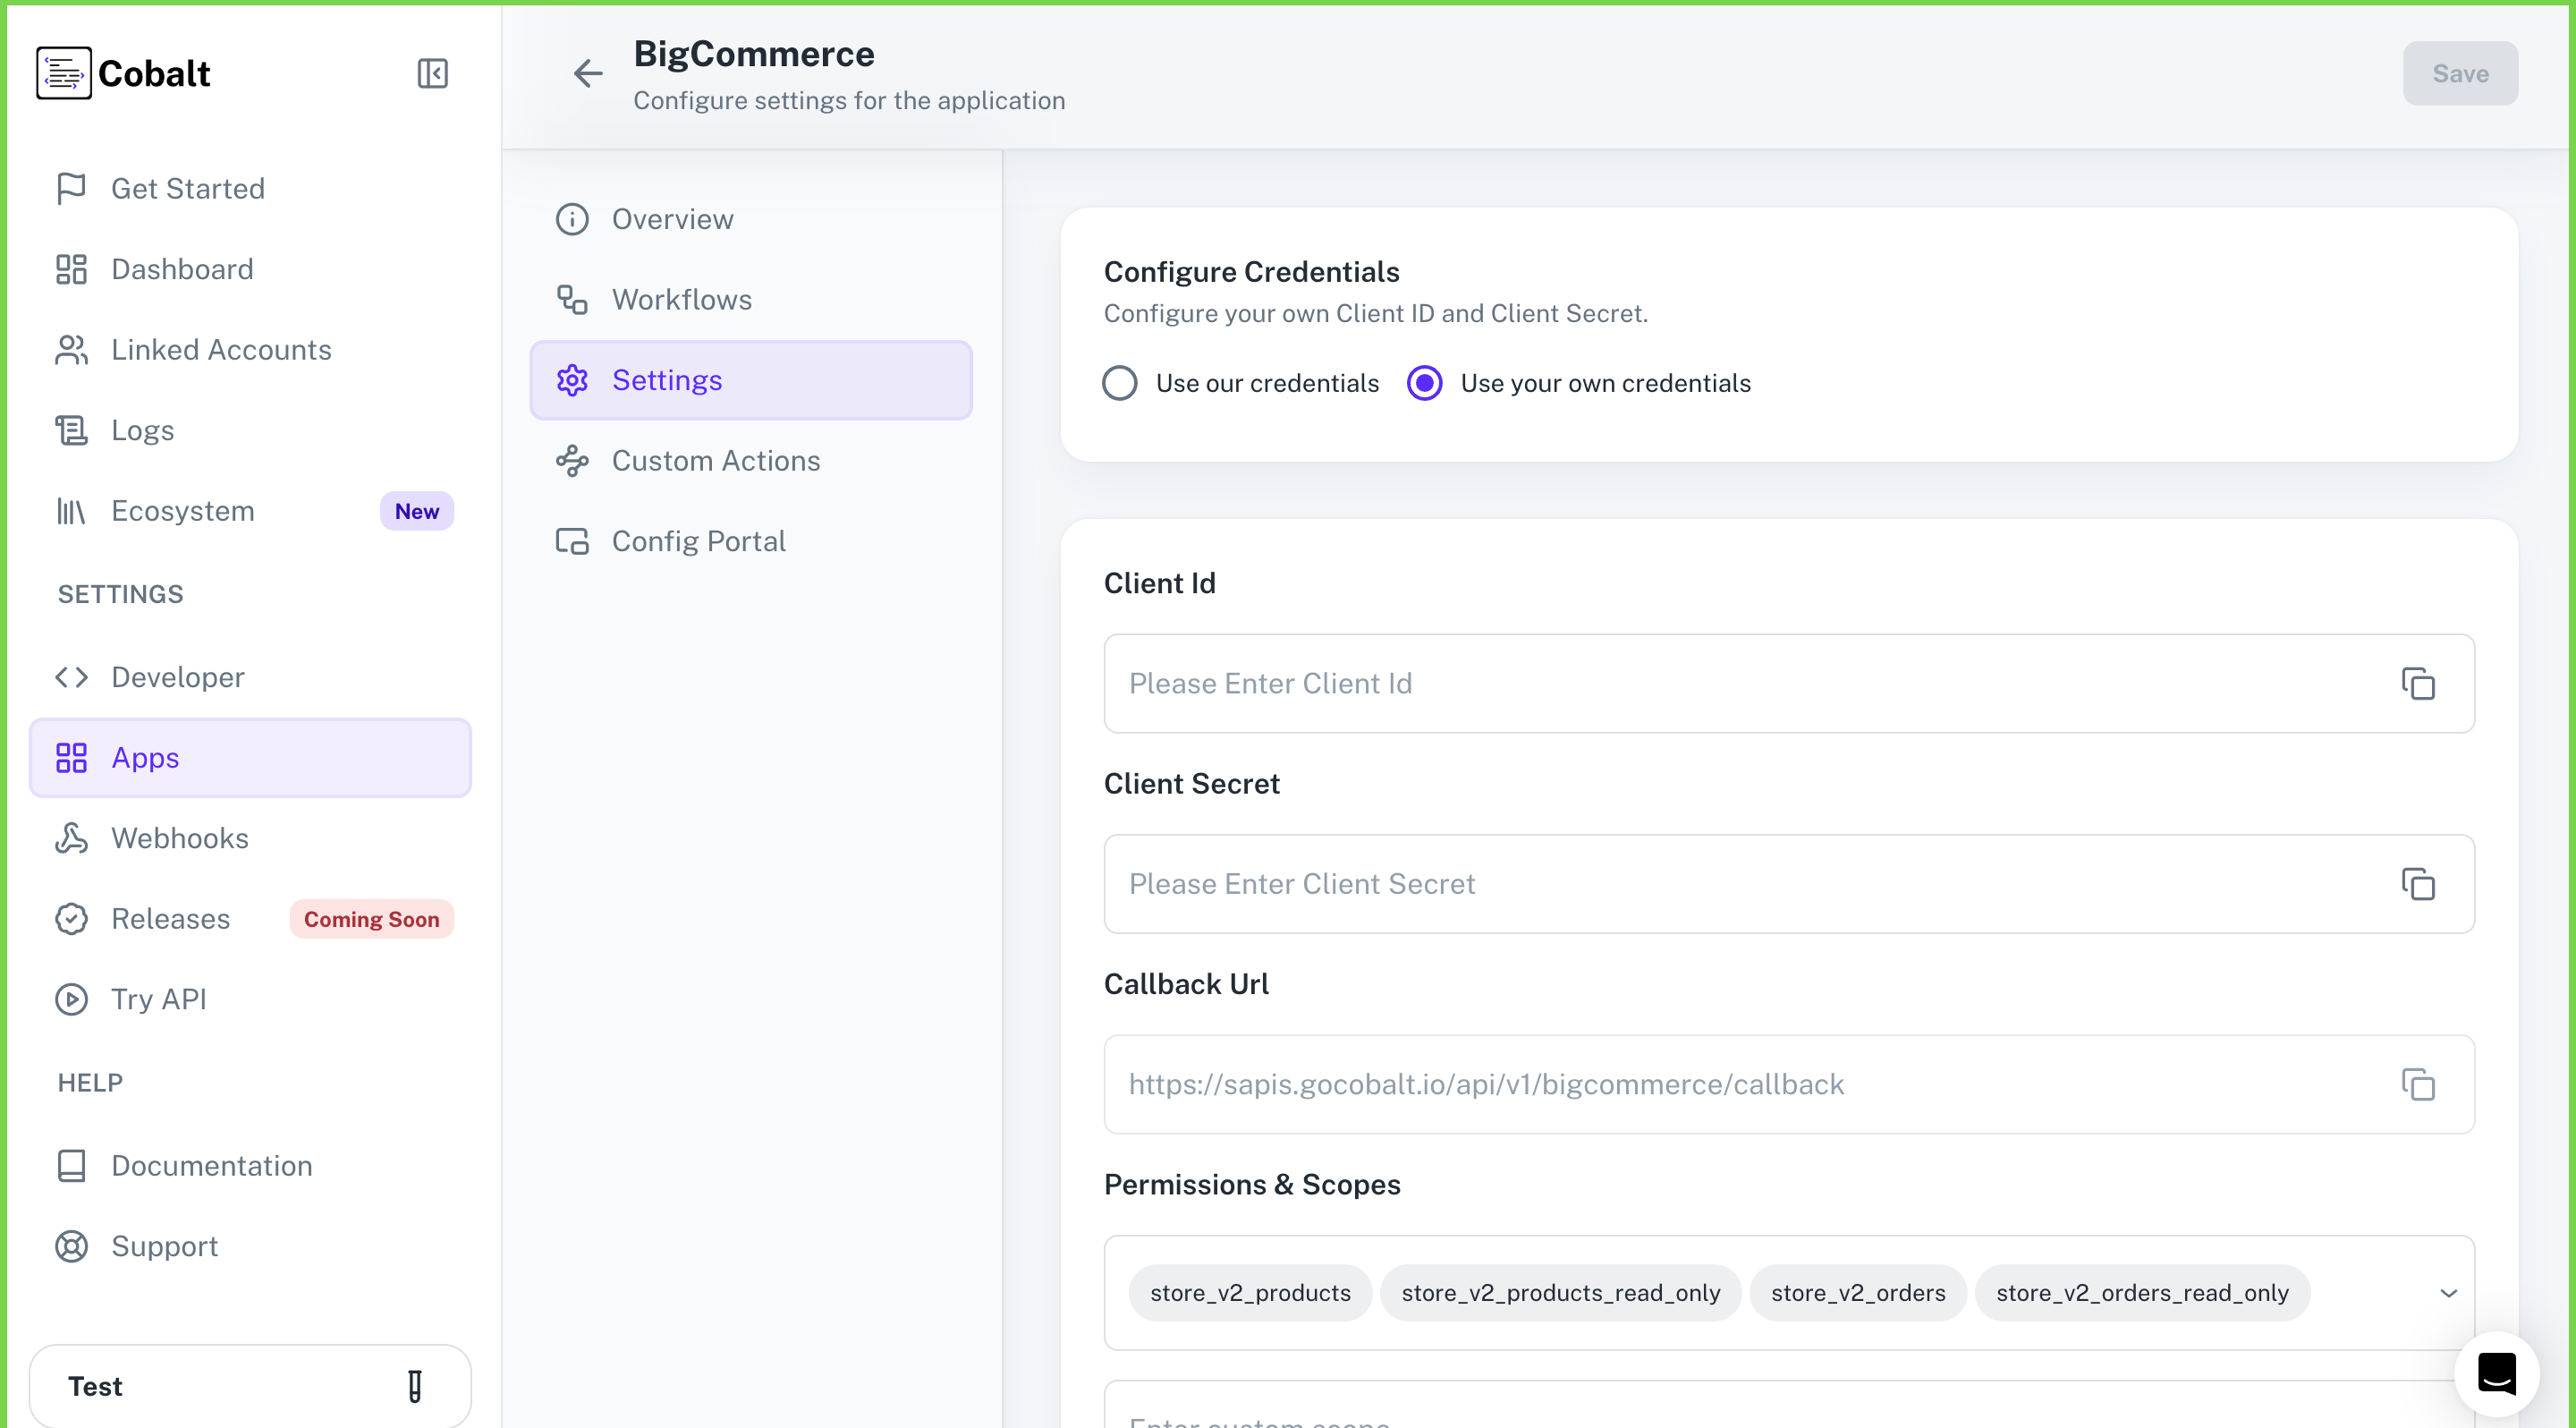 Cobalt
Get Started
Dashboard
Linked Accounts
Logs
Ecosystem New
SETTINGS
Developer
Apps
Webhooks
Releases Coming Soon
Try API
HELP
Documentation
Support
Test
BigCommerce
Configure settings for the application
Save
Overview
Workflows
Settings
Custom Actions
Config Portal
Configure Credentials
Configure your own Client ID and Client Secret.
Use our credentials Use your own credentials
Client Id
Please Enter Client Id
Client Secret
Please Enter Client Secret
Callback Url
https://sapis.gocobalt.io/api/v1/bigcommerce/callback
Permissions & Scopes
store_v2_products store_v2_products_read_only store_v2_orders store_v2_orders_read_only
Enter custom scope